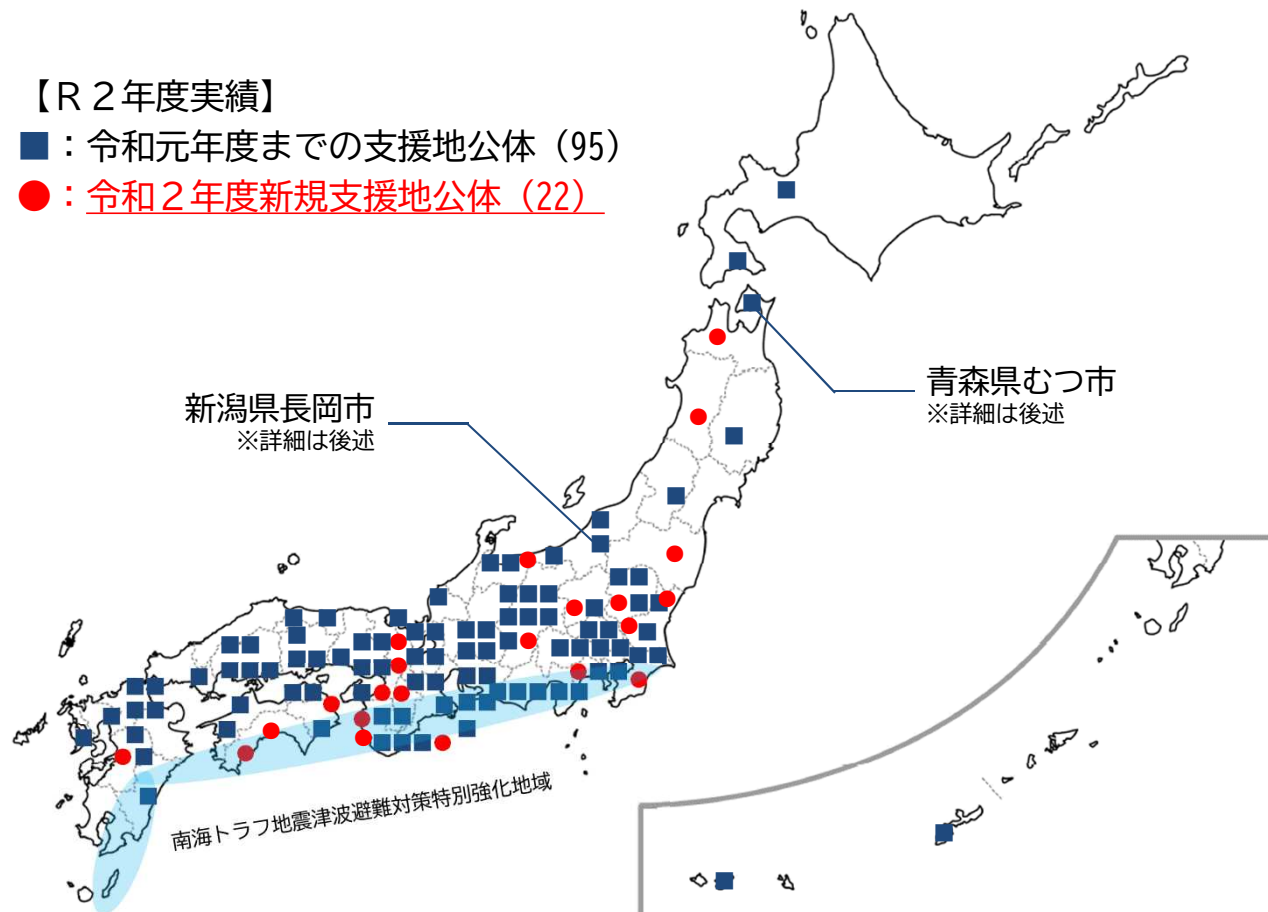 【R２年度実績】
■：令和元年度までの支援地公体（95）
●：令和２年度新規支援地公体（22）
新潟県長岡市
※詳細は後述
青森県むつ市
※詳細は後述
南海トラフ地震津波避難対策特別強化地域